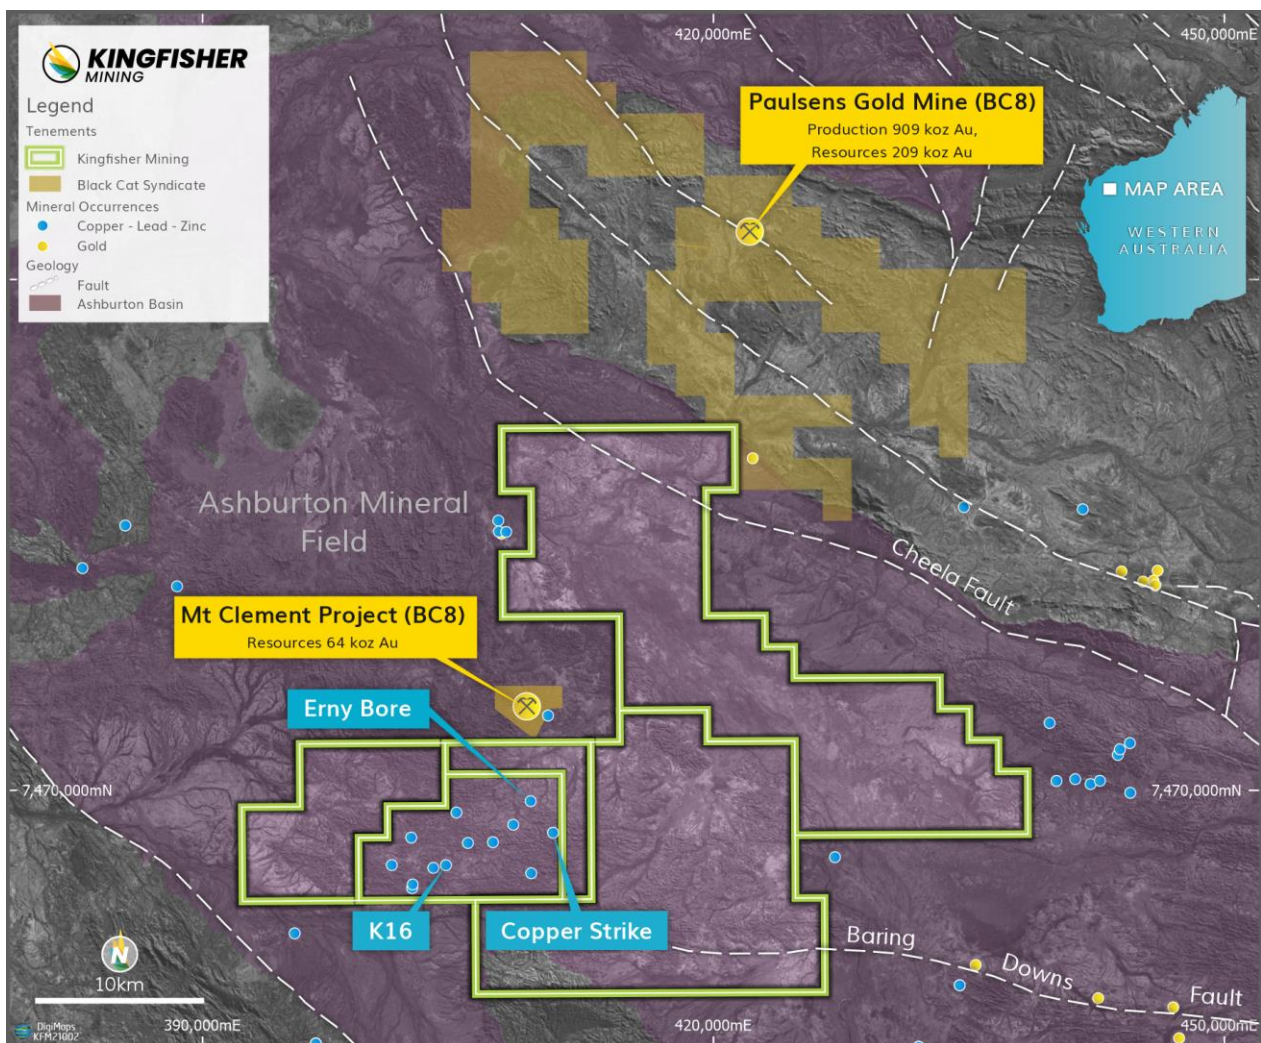 420,000mE
450,000mE
KINGFISHER
MINING
Legend
Tenements
Kingfisher Mining
Black Cat Syndicate
Mineral Occurrences
Copper - Lead - Zinc
Gold
Geology
Fault
Ashburton Basin
Paulsens Gold Mine (BC8)
Production 909 koz Au,
Resources 209 koz Au
MAP AREA
WESTERN
AUSTRALIA
Ashburton Mineral
Field
Cheela Fault
Mt Clement Project (BC8)
Resources 64 koz Au
Erny Bore
7,470,000mN
7,470,000mN
K16
Copper Strike
Baring
Downs
Fault
N
10km
DigiMaps
KFM21002
390,000mE
420,000mE
450,000mE